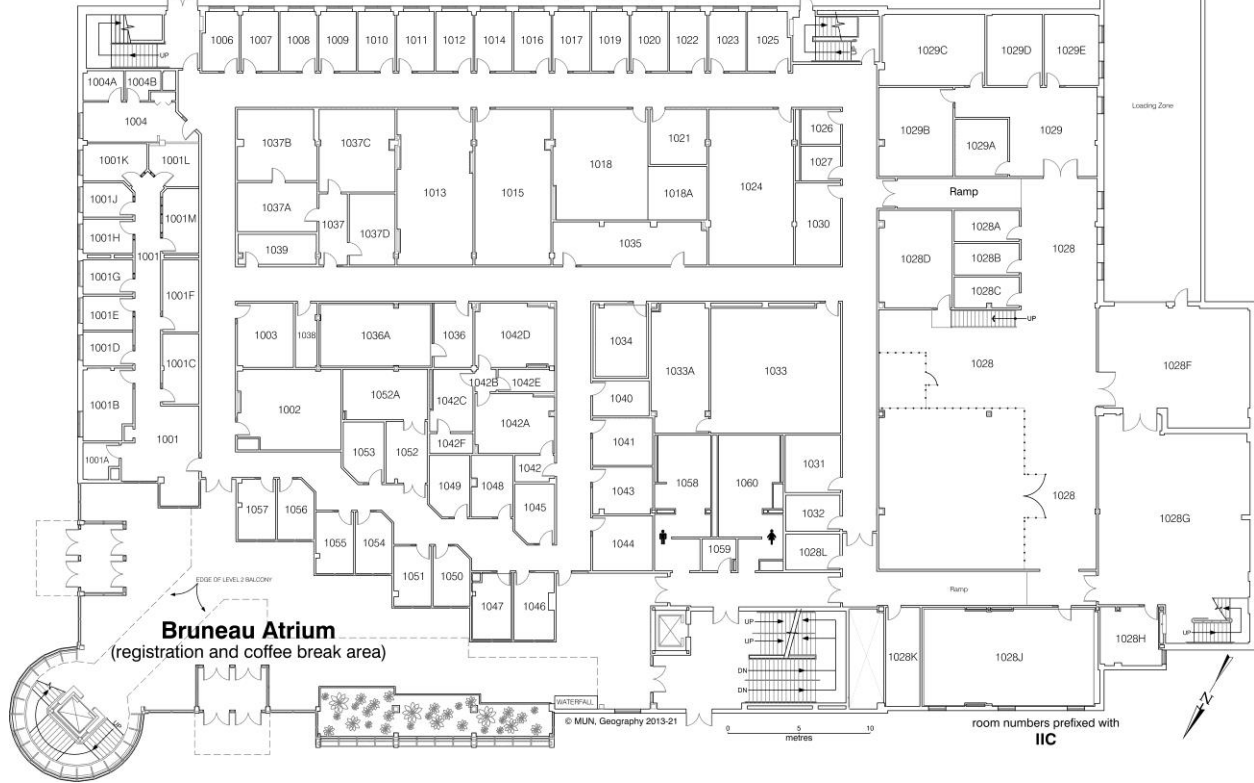 1006 1007 1008 1009 1010 1011 1012 1014 1016 1017 1019 1020 1022 1023 1025
UP
1029C 1029D 1029E
1004A 1004B
1004
Loading Zone
1037B 1037C 1013 1015 1018 1021 1024 1026
1027
1029B 1029A 1029
1001K 1001L
1018A
1001J 1001M
1037A 1037 1037D
1030
Ramp
1001H
1039
1035
1028A
1028D 1028B 1028
1001
1001G 1001F
1028C
1001E
UP
1003 1038 1036A 1036 1042D
1034 1033A 1033
1001D 1001C
1028
1028F
1042B 1042E
1001B
1052A 1042C
1040
1002
1042A
1001
1041
1053 1052 1042F
1001A
1042
1031
1049 1048
1043 1058 1060
1028
1057 1056
1045
1032
1028G
1055 1054
1044
1059
1028L
1051 1050
EDGE OF LEVEL 2 BALCONY
Ramp
1047 1046
Bruneau Atrium
(registration and coffee break area)
UP
UP
UP
1028H
1028K 1028J
DN
DN
WATERFALL
UP
© MUN, Geography 2013-21
0 10
metres
room numbers prefixed with
IIC
N